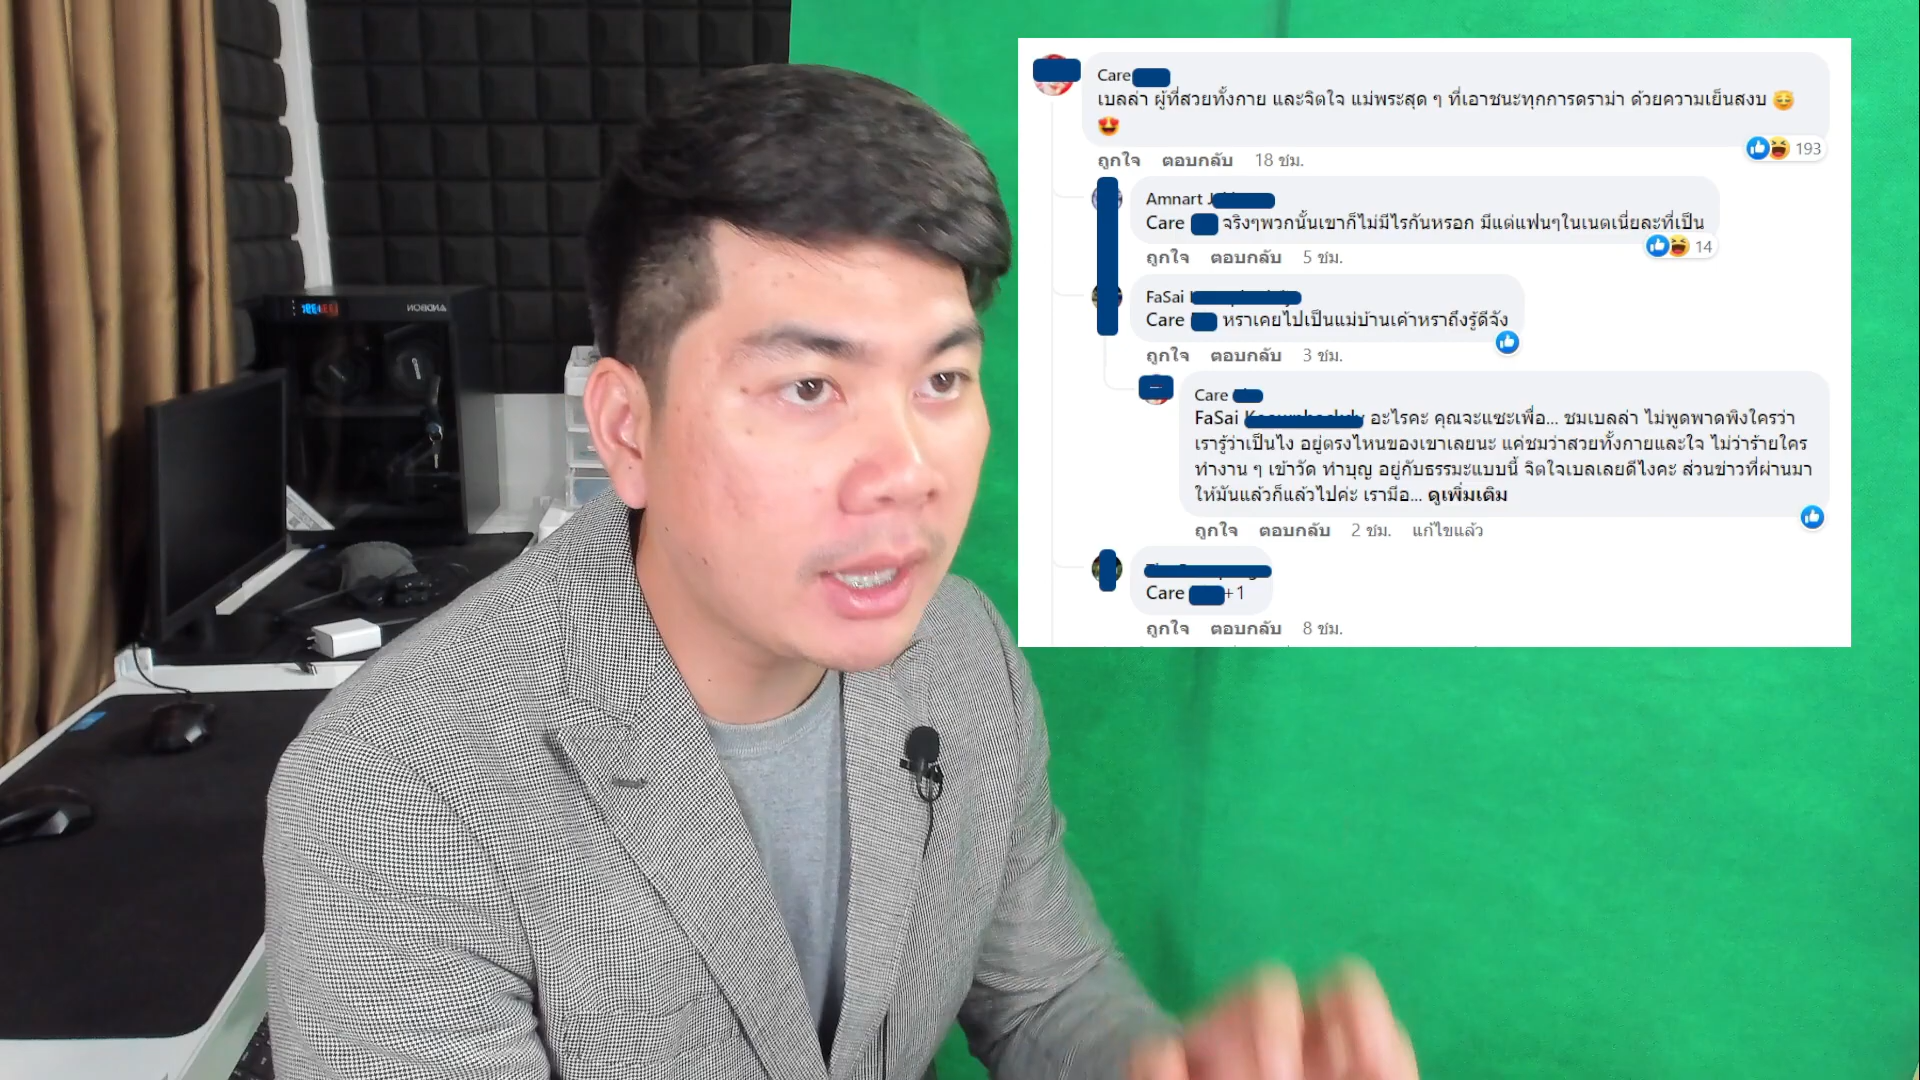 Care
เบลล่า ผู้ที่สวยทั้งกาย และจิตใจ แม่พระสุด ๆ ที่เอาชนะทุกการดราม่า ด้วยความเย็นสงบ 😇
😍
193
ถูกใจ ตอบกลับ 18 ชม.
Amnart
Care จริงๆพวกนั้นเขาก็ไม่มีไรกันหรอก มีแต่แฟนๆในเนตเนี่ยละที่เป็น
14
ถูกใจ ตอบกลับ 5 ชม.
FaSai
Care หราเคยไปเป็นแม่บ้านเค้าหราถึงรู้ดีจัง
ถูกใจ ตอบกลับ 3 ชม.
Care
FaSai อะไรคะ คุณจะแซะเพื่อ... ชมเบลล่า ไม่พูดพาดพิงใครว่า
เรารู้ว่าเป็นไง อยู่ตรงไหนของเขาเลยนะ แค่ชมว่าสวยทั้งกายและใจ ไม่ว่าร้ายใคร
ทำงาน ๆ เข้าวัด ทำบุญ อยู่กับธรรมะแบบนี้ จิตใจเบลเลยดีไงคะ ส่วนข่าวที่ผ่านมา
ให้มันแล้วก็แล้วไปค่ะ เรามีอ... ดูเพิ่มเติม
ถูกใจ ตอบกลับ 2 ชม. แก้ไขแล้ว
Care +1
ถูกใจ ตอบกลับ 8 ชม.